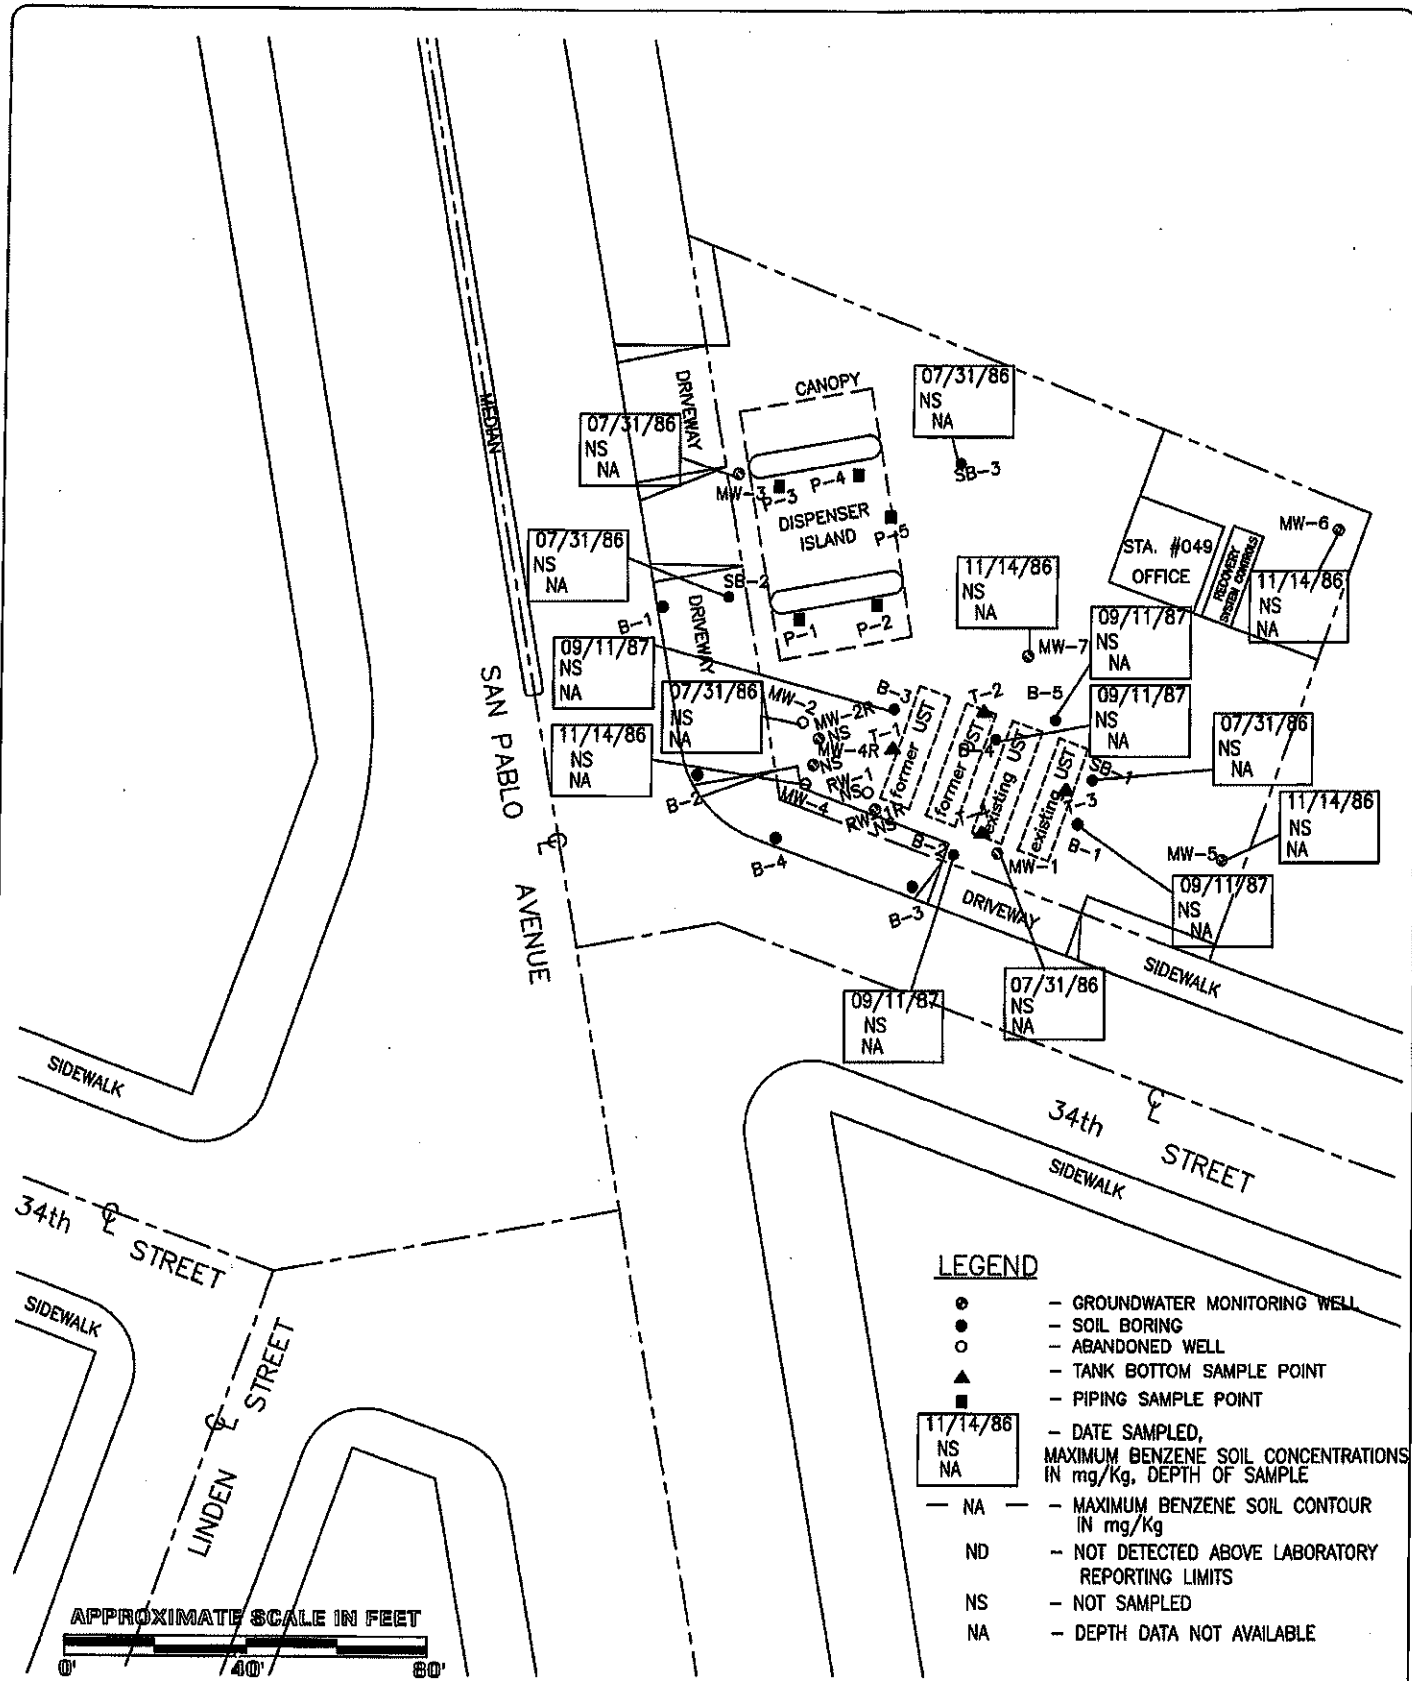 CANOPY
07/31/86
NS
NA
SB-3
DRIVEWAY
MEDIAN
07/31/86
NS
NA
MW-3
P-3
P-4
DISPENSER
ISLAND
P-5
MW-6
STA. #049
OFFICE
RECOVERY
SYSTEM CONTROLS
11/14/86
NS
NA
07/31/86
NS
NA
SB-2
B-1
DRIVEWAY
P-1
P-2
11/14/86
NS
NA
MW-7
09/11/87
NS
NA
B-5
09/11/87
NS
NA
07/31/86
NS
NA
MW-2
MW-2R
NS
MW-4R
NS
B-3
T-1
former UST
T-2
former UST
B-4
existing UST
existing UST
09/11/87
NS
NA
SB-1
07/31/86
NS
NA
11/14/86
NS
NA
B-2
MW-4
RW-1
NS
RW-1R
NS
T-3
B-1
11/14/86
NS
NA
MW-5
B-4
B-2
MW-1
B-3
DRIVEWAY
09/11/87
NS
NA
SIDEWALK
09/11/87
NS
NA
07/31/86
NS
NA
SAN PABLO
AVENUE
SIDEWALK
34th
STREET
SIDEWALK
34th
STREET
SIDEWALK
LINDEN
STREET
LEGEND
- GROUNDWATER MONITORING WELL
- SOIL BORING
- ABANDONED WELL
- TANK BOTTOM SAMPLE POINT
- PIPING SAMPLE POINT
11/14/86
NS
NA
- DATE SAMPLED,
MAXIMUM BENZENE SOIL CONCENTRATIONS
IN mg/Kg, DEPTH OF SAMPLE
— NA — - MAXIMUM BENZENE SOIL CONTOUR
IN mg/Kg
ND - NOT DETECTED ABOVE LABORATORY
REPORTING LIMITS
NS - NOT SAMPLED
NA - DEPTH DATA NOT AVAILABLE
APPROXIMATE SCALE IN FEET
0' 40' 80'